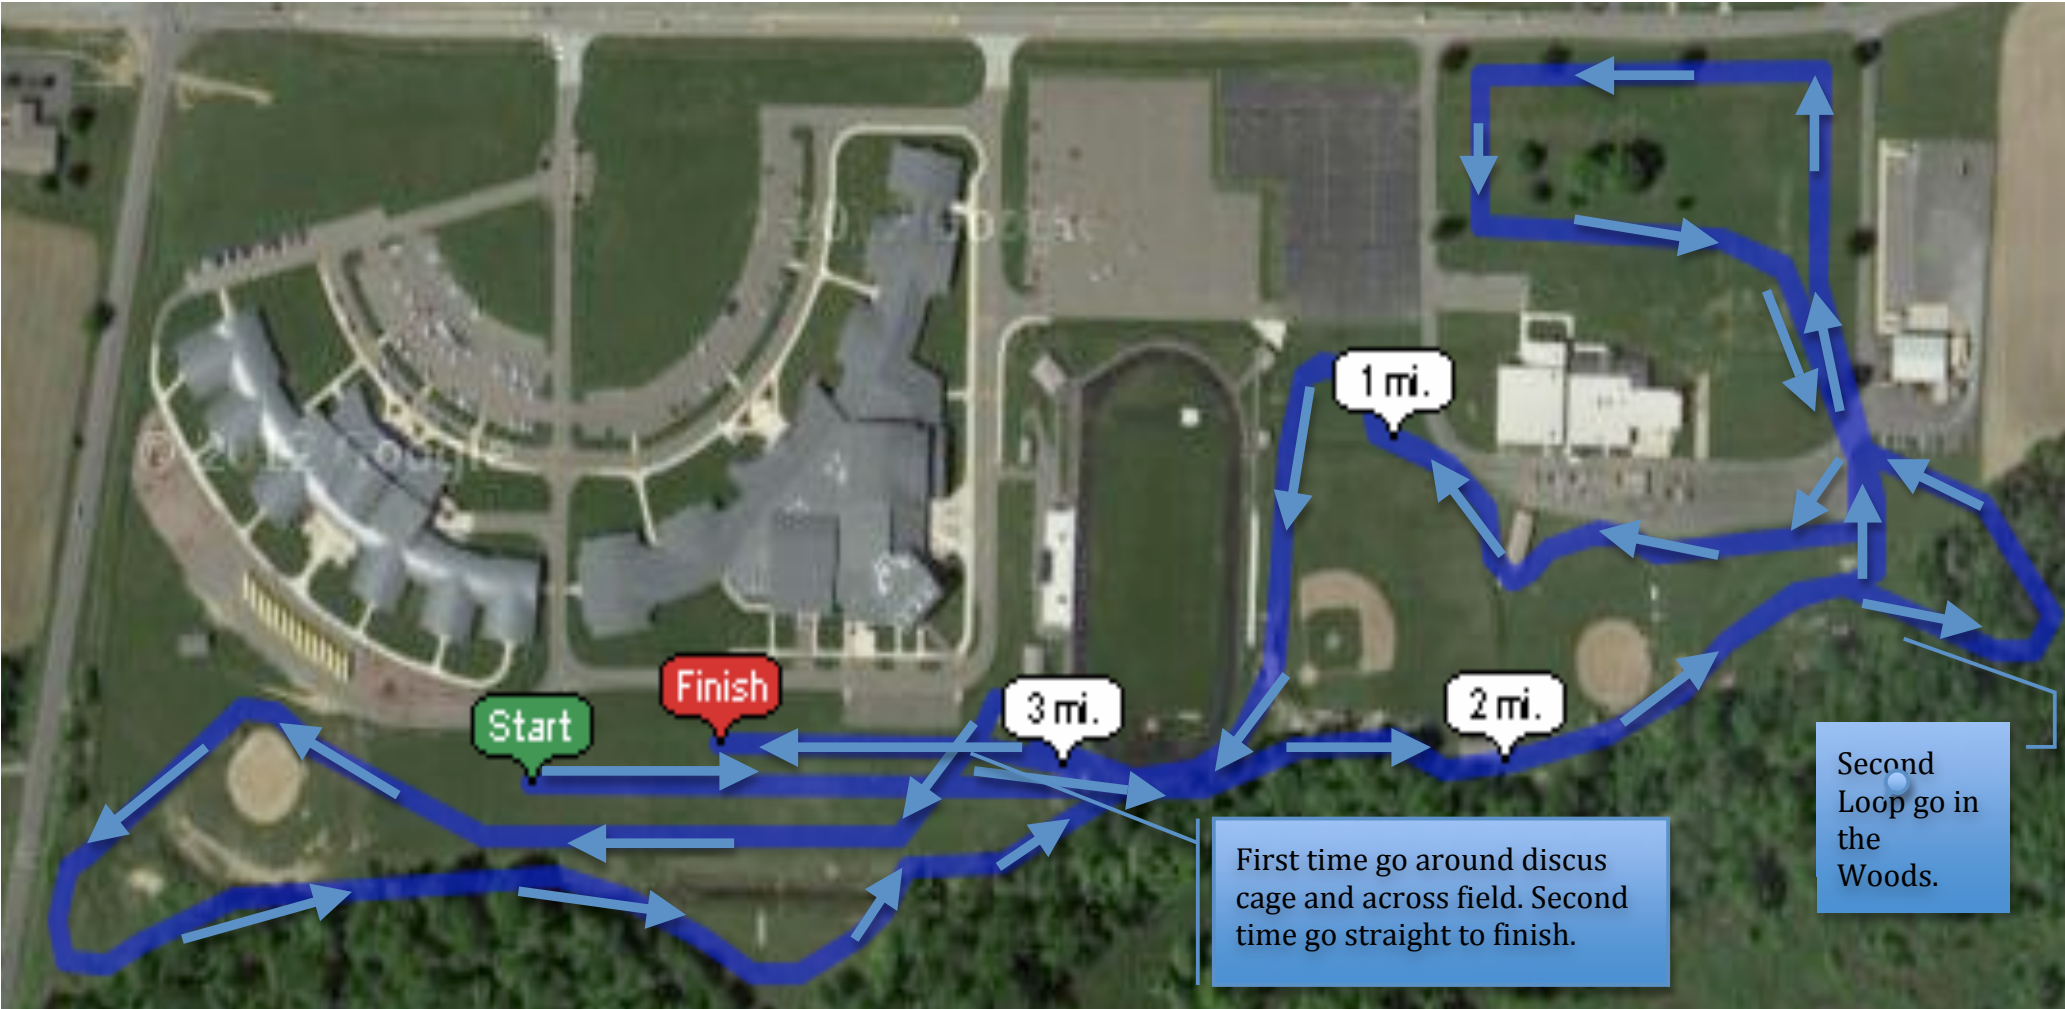 1 mi.
Finish
3 mi.
2 mi.
Start
Second
Loop go in
the
Woods.
First time go around discus
cage and across field. Second
time go straight to finish.